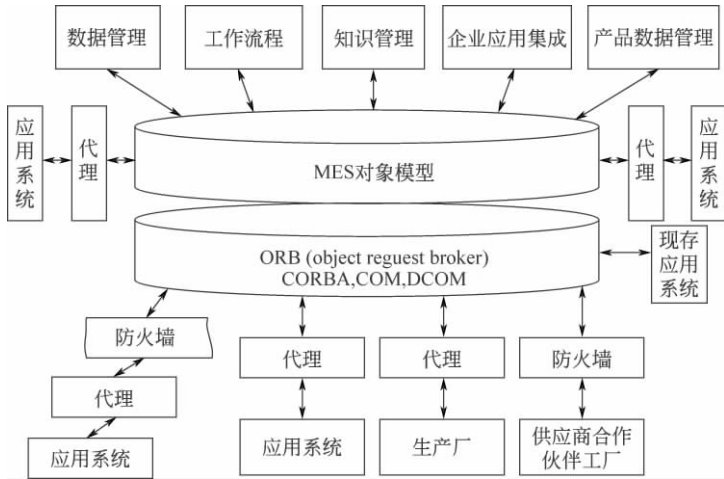 数据管理
工作流程
知识管理
企业应用集成
产品数据管理
应用系统
代理
MES对象模型
代理
应用系统
ORB (object reguest broker)
CORBA,COM,DCOM
现存
应用
系统
防火墙
代理
代理
防火墙
代理
应用系统
应用系统
生产厂
供应商合作
伙伴工厂